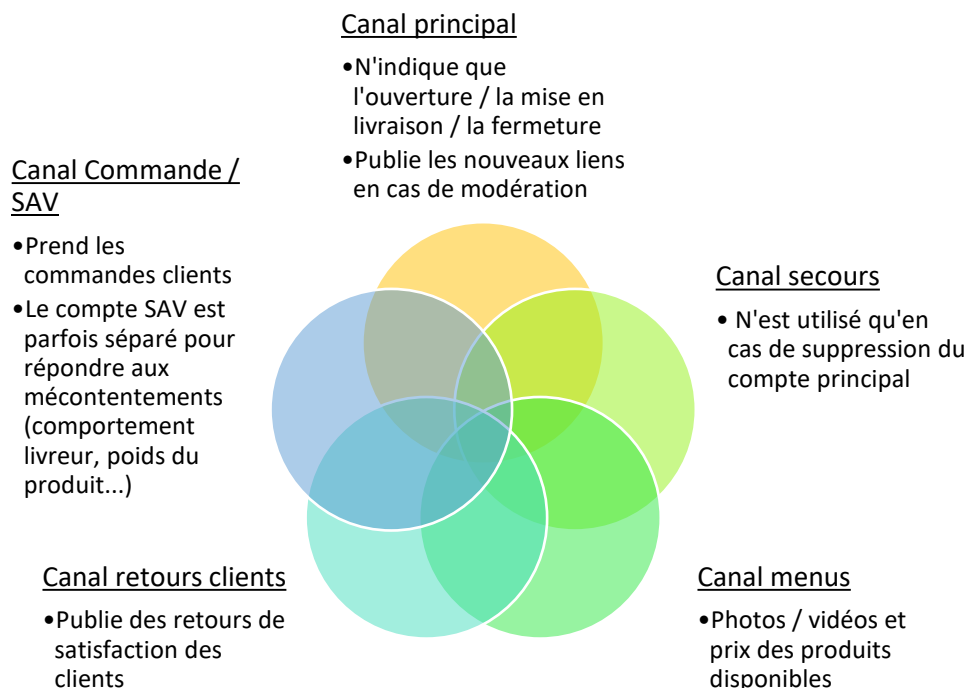 Canal principal
•N'indique que
l'ouverture / la mise en
livraison / la fermeture
•Publie les nouveaux liens
en cas de modération
Canal Commande /
SAV
•Prend les
commandes clients
•Le compte SAV est
parfois séparé pour
répondre aux
mécontentements
(comportement
livreur, poids du
produit...)
Canal secours
• N'est utilisé qu'en
cas de suppression du
compte principal
Canal retours clients
•Publie des retours de
satisfaction des
clients
Canal menus
•Photos / vidéos et
prix des produits
disponibles